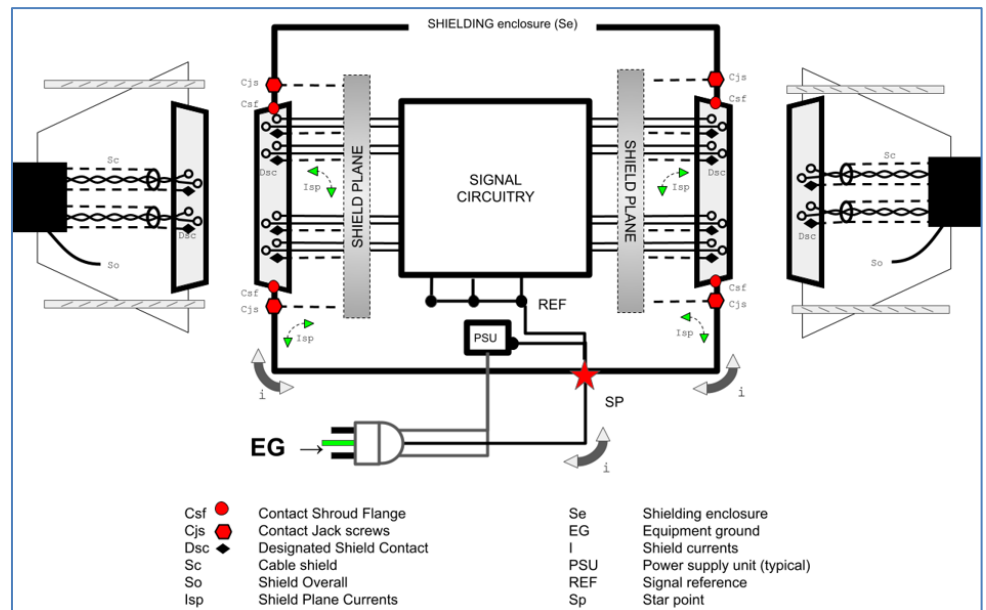 SHIELDING enclosure (Se)
Cjs
Cjs
Csf
Csf
Sc
Dsc
Dsc
Sc
Isp
SHIELD PLANE
SIGNAL
CIRCUITRY
SHIELD PLANE
Isp
Dsc
Dsc
So
So
Csf
Csf
Cjs
Cjs
REF
Isp
Isp
PSU
i
i
SP
EG →
i
Csf Contact Shroud Flange
Cjs Contact Jack screws
Dsc Designated Shield Contact
Sc Cable shield
So Shield Overall
Isp Shield Plane Currents
Se Shielding enclosure
EG Equipment ground
I Shield currents
PSU Power supply unit (typical)
REF Signal reference
Sp Star point